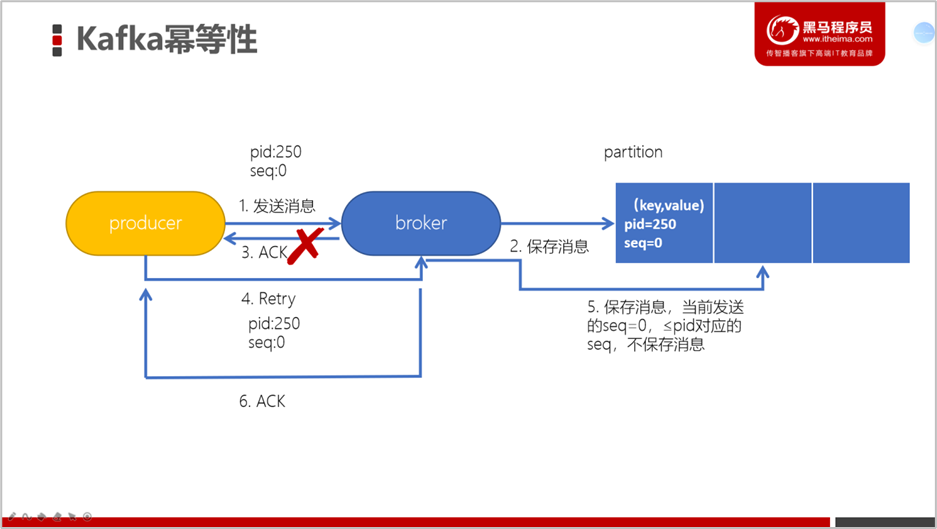 Kafka幂等性
黑马程序员
www.itheima.com
传智播客旗下高端IT教育品牌
pid:250
seq:0
partition
producer
1. 发送消息
broker
3. ACK
2. 保存消息
（key,value)
pid=250
seq=0
4. Retry
pid:250
seq:0
5. 保存消息，当前发送
的seq=0，≤pid对应的
seq，不保存消息
6. ACK